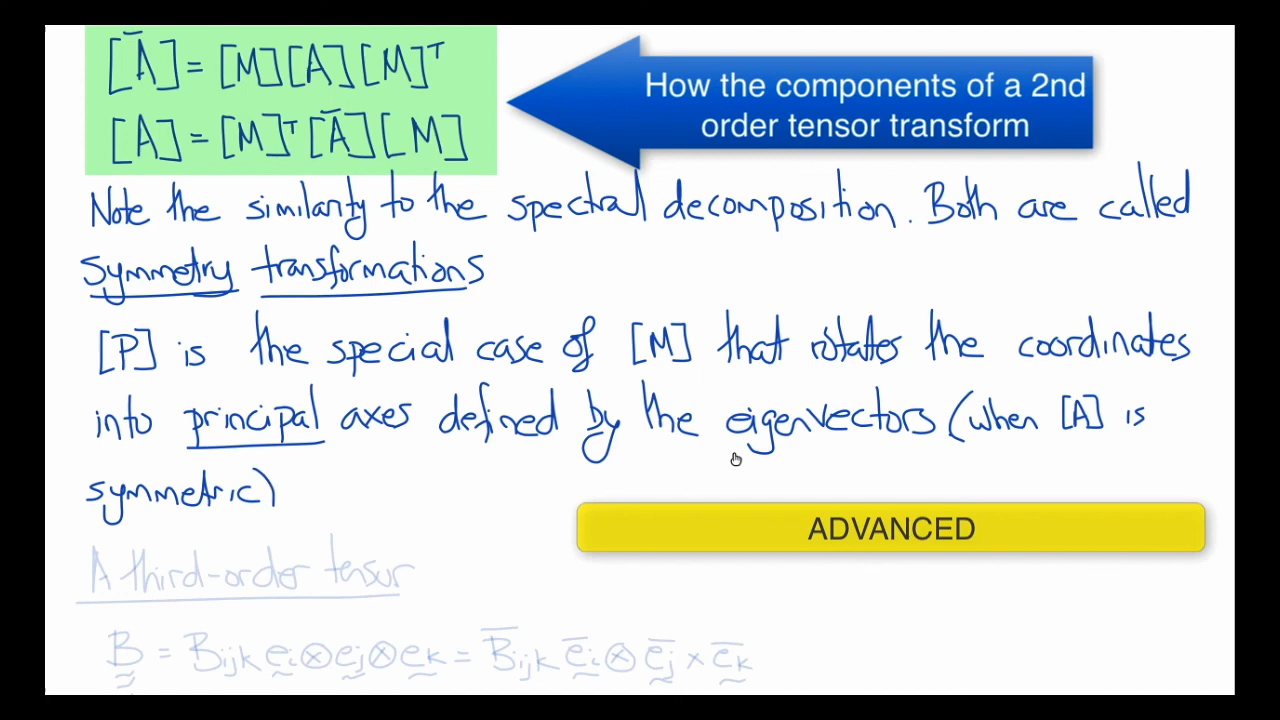 [Ā] = [M][A][M]ᵀ
How the components of a 2nd
order tensor transform
[A] = [M]ᵀ[Ā][M]
Note the similarity to the spectral decomposition. Both are called
symmetry transformations
[P] is the special case of [M] that rotates the coordinates
into principal axes defined by the eigenvectors (when [A] is
symmetric)
ADVANCED
A third-order tensor
B = Bijk ei ⊗ ej ⊗ ek = B̄ijk ēi ⊗ ēj × ēk